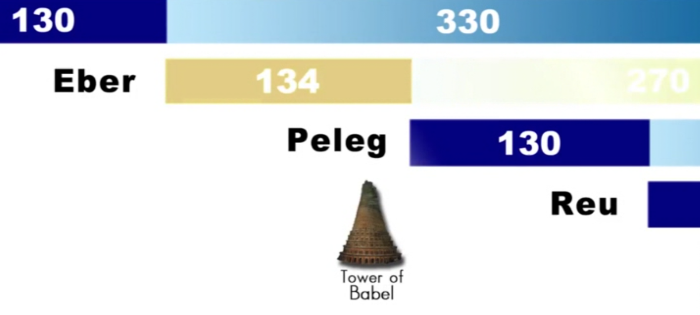 130 330
Eber 134 270
Peleg 130
Reu
Tower of
Babel